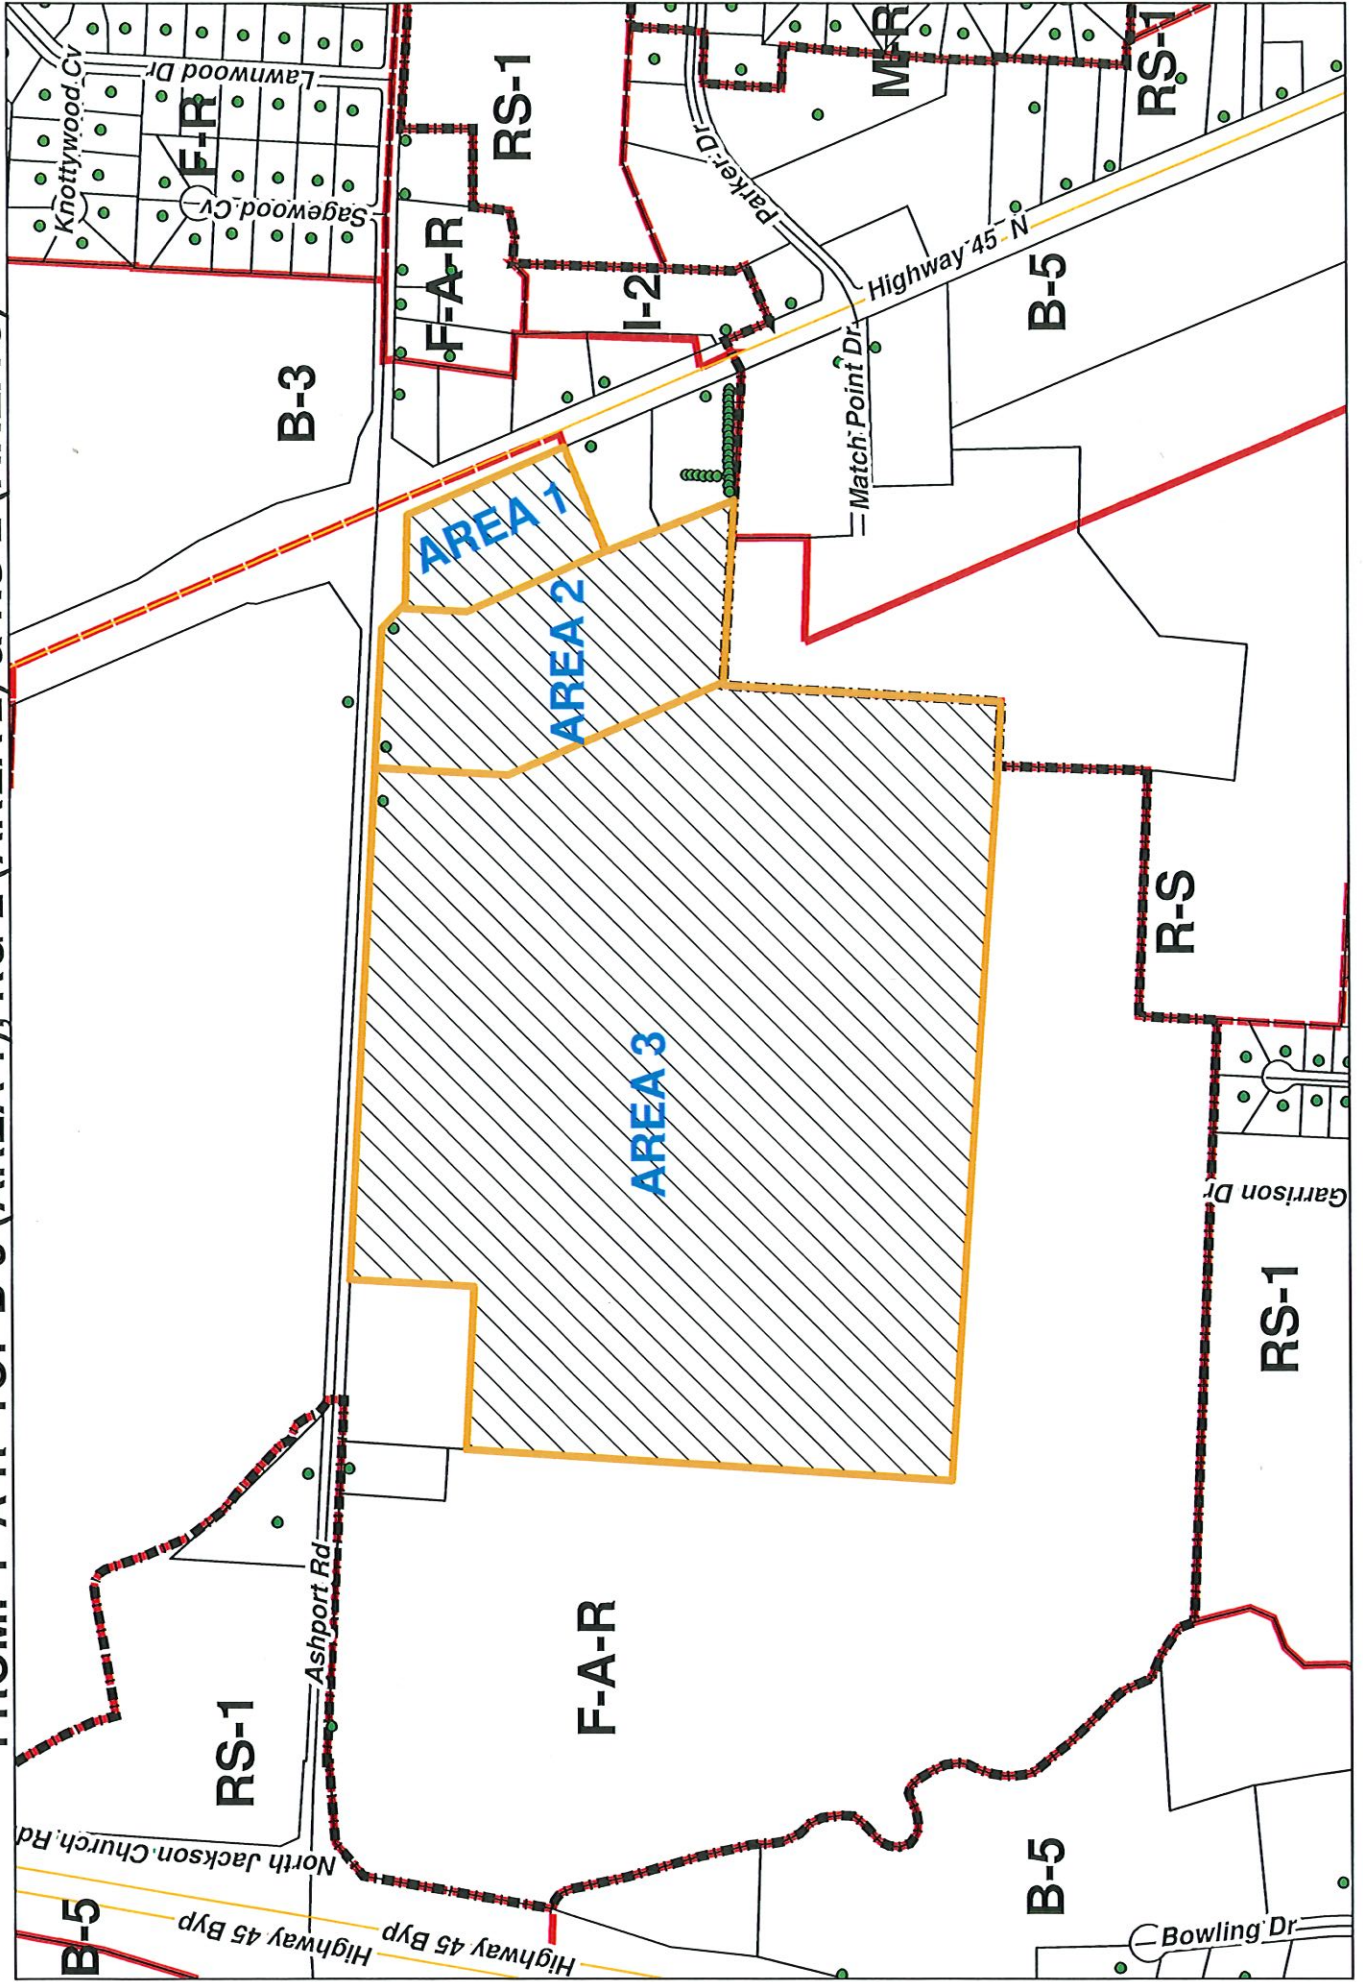 Knottywood Cv
Lawnwood Dr
F-R
Sagewood Cv
RS-1
M-R
RS-1
Parker Dr
F-A-R
I-2
Highway 45 N
B-5
B-3
Match Point Dr
AREA 1
AREA 2
AREA 3
R-S
Garrison Dr
RS-1
F-A-R
Ashport Rd
RS-1
North Jackson Church Rd
Highway 45 Byp
Highway 45 Byp
B-5
B-5
Bowling Dr